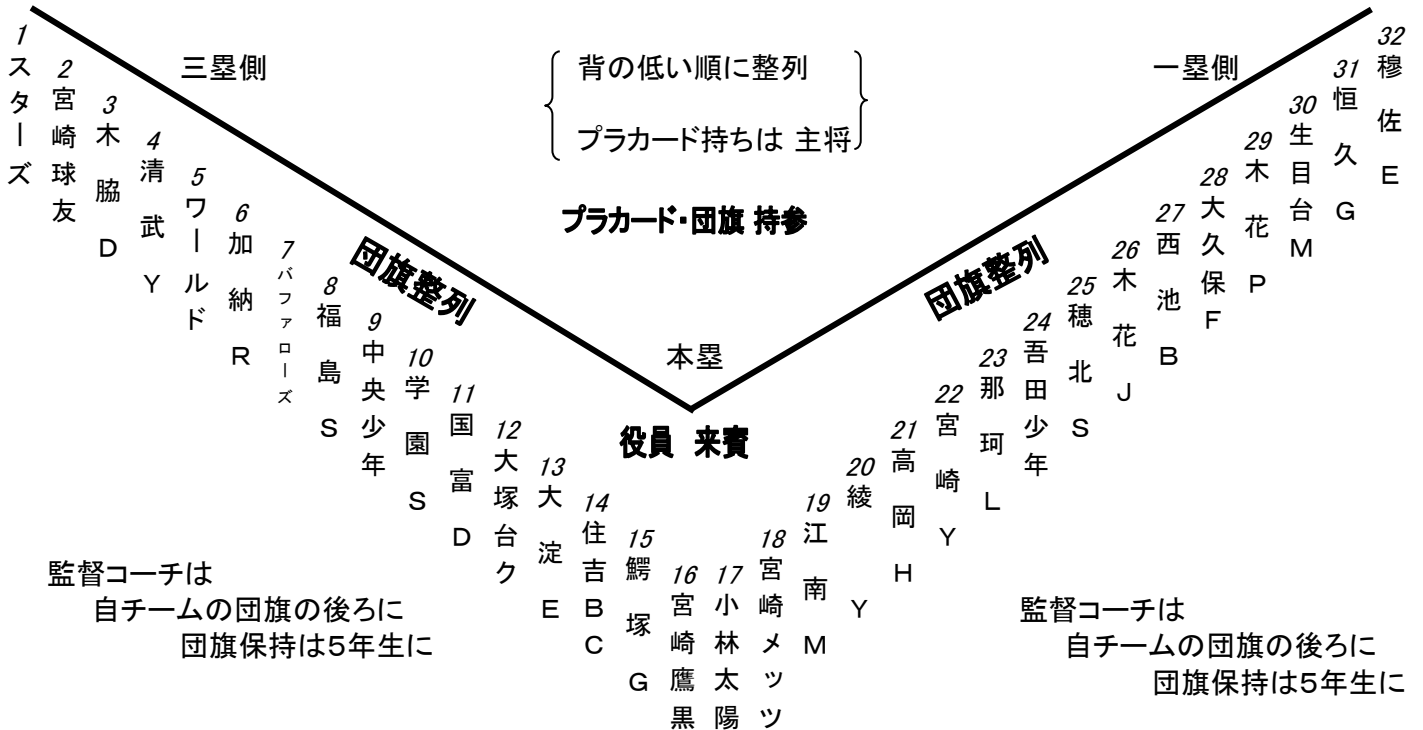 三塁側
一塁側
背の低い順に整列
プラカード持ちは 主将
プラカード・団旗 持参
団旗整列
団旗整列
本塁
役員 来賓
1 スターズ
2 宮崎球友
3 木脇D
4 清武Y
5 ワールド
6 加納R
7 バファローズ
8 福島S
9 中央少年
10 学園S
11 国富D
12 大塚台ク
13 大淀E
14 住吉BC
15 鰐塚G
16 宮崎鷹黒
17 小林太陽
18 宮崎メッツ
19 江南M
20 綾Y
21 高岡H
22 宮崎Y
23 那珂L
24 吾田少年
25 穂北S
26 木花J
27 西池B
28 大久保F
29 木花P
30 生目台M
31 恒久G
32 穆佐E
監督コーチは
自チームの団旗の後ろに
団旗保持は5年生に
監督コーチは
自チームの団旗の後ろに
団旗保持は5年生に